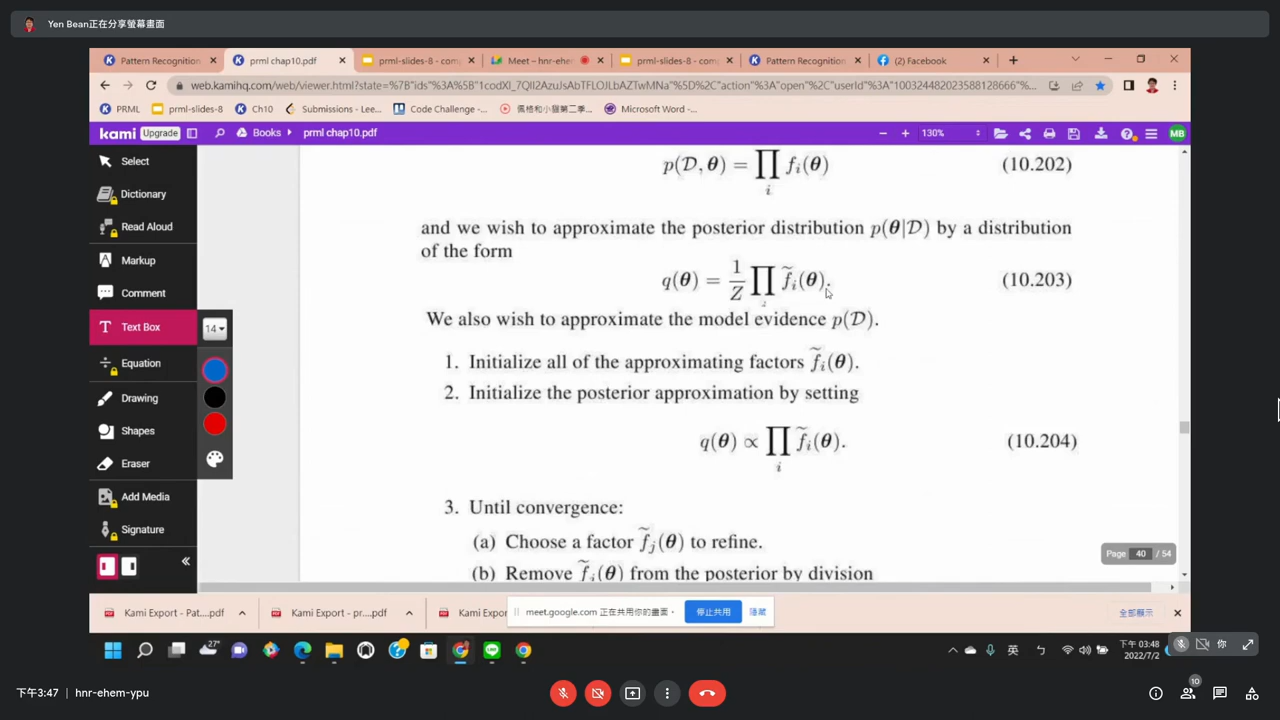 Yen Bean正在分享螢幕畫面
Pattern Recognition
prml chap10.pdf
prml-slides-8 - com
Meet – hnr-ehem
prml-slides-8 - com
Pattern Recognition
(2) Facebook
PRML
prml-slides-8
Ch10
Submissions - Lee...
Code Challenge -...
Microsoft Word -...
kami Upgrade
Books
prml chap10.pdf
130%
MB
Select
Dictionary
Read Aloud
Markup
Comment
Text Box
14
Equation
Drawing
Shapes
Eraser
Add Media
Signature
p(𝒟, θ) = ∏ᵢ fᵢ(θ) (10.202)
and we wish to approximate the posterior distribution p(θ|𝒟) by a distribution
of the form
q(θ) = 1/Z ∏ᵢ f̃ᵢ(θ). (10.203)
We also wish to approximate the model evidence p(𝒟).
1. Initialize all of the approximating factors f̃ᵢ(θ).
2. Initialize the posterior approximation by setting
q(θ) ∝ ∏ᵢ f̃ᵢ(θ). (10.204)
3. Until convergence:
(a) Choose a factor f̃ⱼ(θ) to refine.
(b) Remove f̃ⱼ(θ) from the posterior by division
Page 40 / 54
Kami Export - Pat....pdf
Kami Export - pr....pdf
Kami Expor
meet.google.com 正在共用你的畫面。
停止共用
隱藏
全部顯示
27°
英
ㄅ
下午 03:48
2022/7/2
你
下午3:47 | hnr-ehem-ypu
10